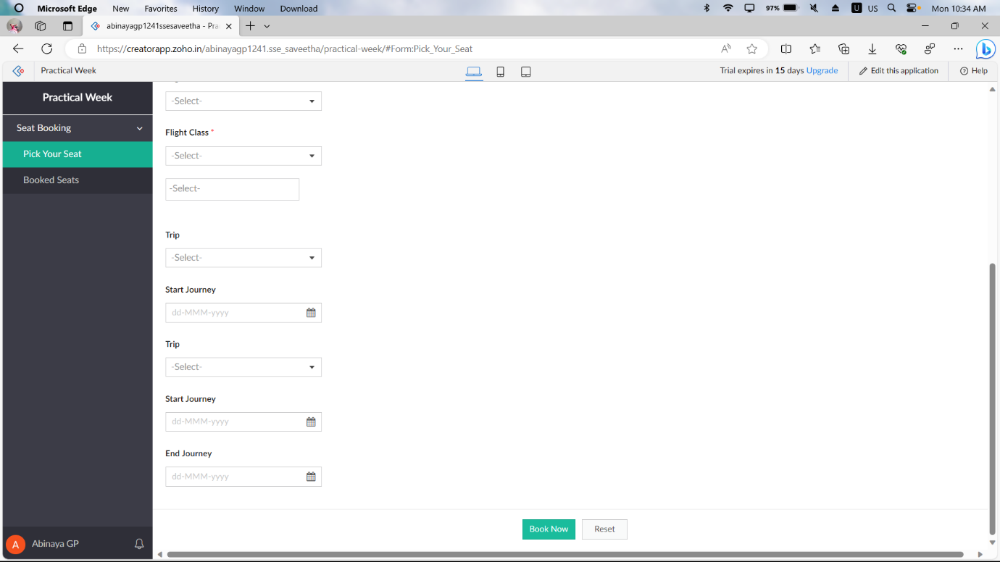 Microsoft Edge New Favorites History Window Download 97% U US Mon 10:34 AM
abinayagp1241ssesaveetha - Pra
https://creatorapp.zoho.in/abinayagp1241.sse_saveetha/practical-week/#Form:Pick_Your_Seat
Practical Week Trial expires in 15 days Upgrade Edit this application Help
Practical Week
Seat Booking
Pick Your Seat
Booked Seats
-Select-
Flight Class *
-Select-
-Select-
Trip
-Select-
Start Journey
dd-MMM-yyyy
Trip
-Select-
Start Journey
dd-MMM-yyyy
End Journey
dd-MMM-yyyy
Book Now Reset
A Abinaya GP